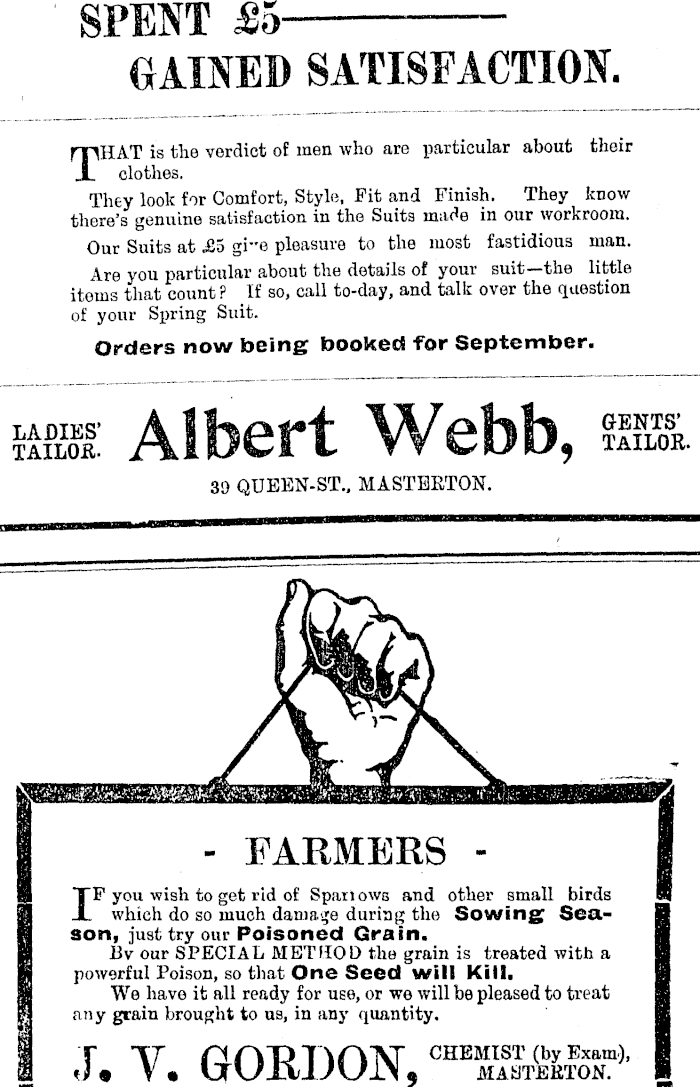 SPENT £5——
GAINED SATISFACTION.
THAT is the verdict of men who are particular about their
clothes.
They look for Comfort, Style, Fit and Finish. They know
there's genuine satisfaction in the Suits made in our workroom.
Our Suits at £5 give pleasure to the most fastidious man.
Are you particular about the details of your suit—the little
items that count? If so, call to-day, and talk over the question
of your Spring Suit.
Orders now being booked for September.
LADIES'
TAILOR.
Albert Webb,
GENTS'
TAILOR.
39 QUEEN-ST., MASTERTON.
- FARMERS -
IF you wish to get rid of Sparrows and other small birds
which do so much damage during the Sowing Sea-
son, just try our Poisoned Grain.
By our SPECIAL METHOD the grain is treated with a
powerful Poison, so that One Seed will Kill.
We have it all ready for use, or we will be pleased to treat
any grain brought to us, in any quantity.
J. V. GORDON,
CHEMIST (by Exam),
MASTERTON.